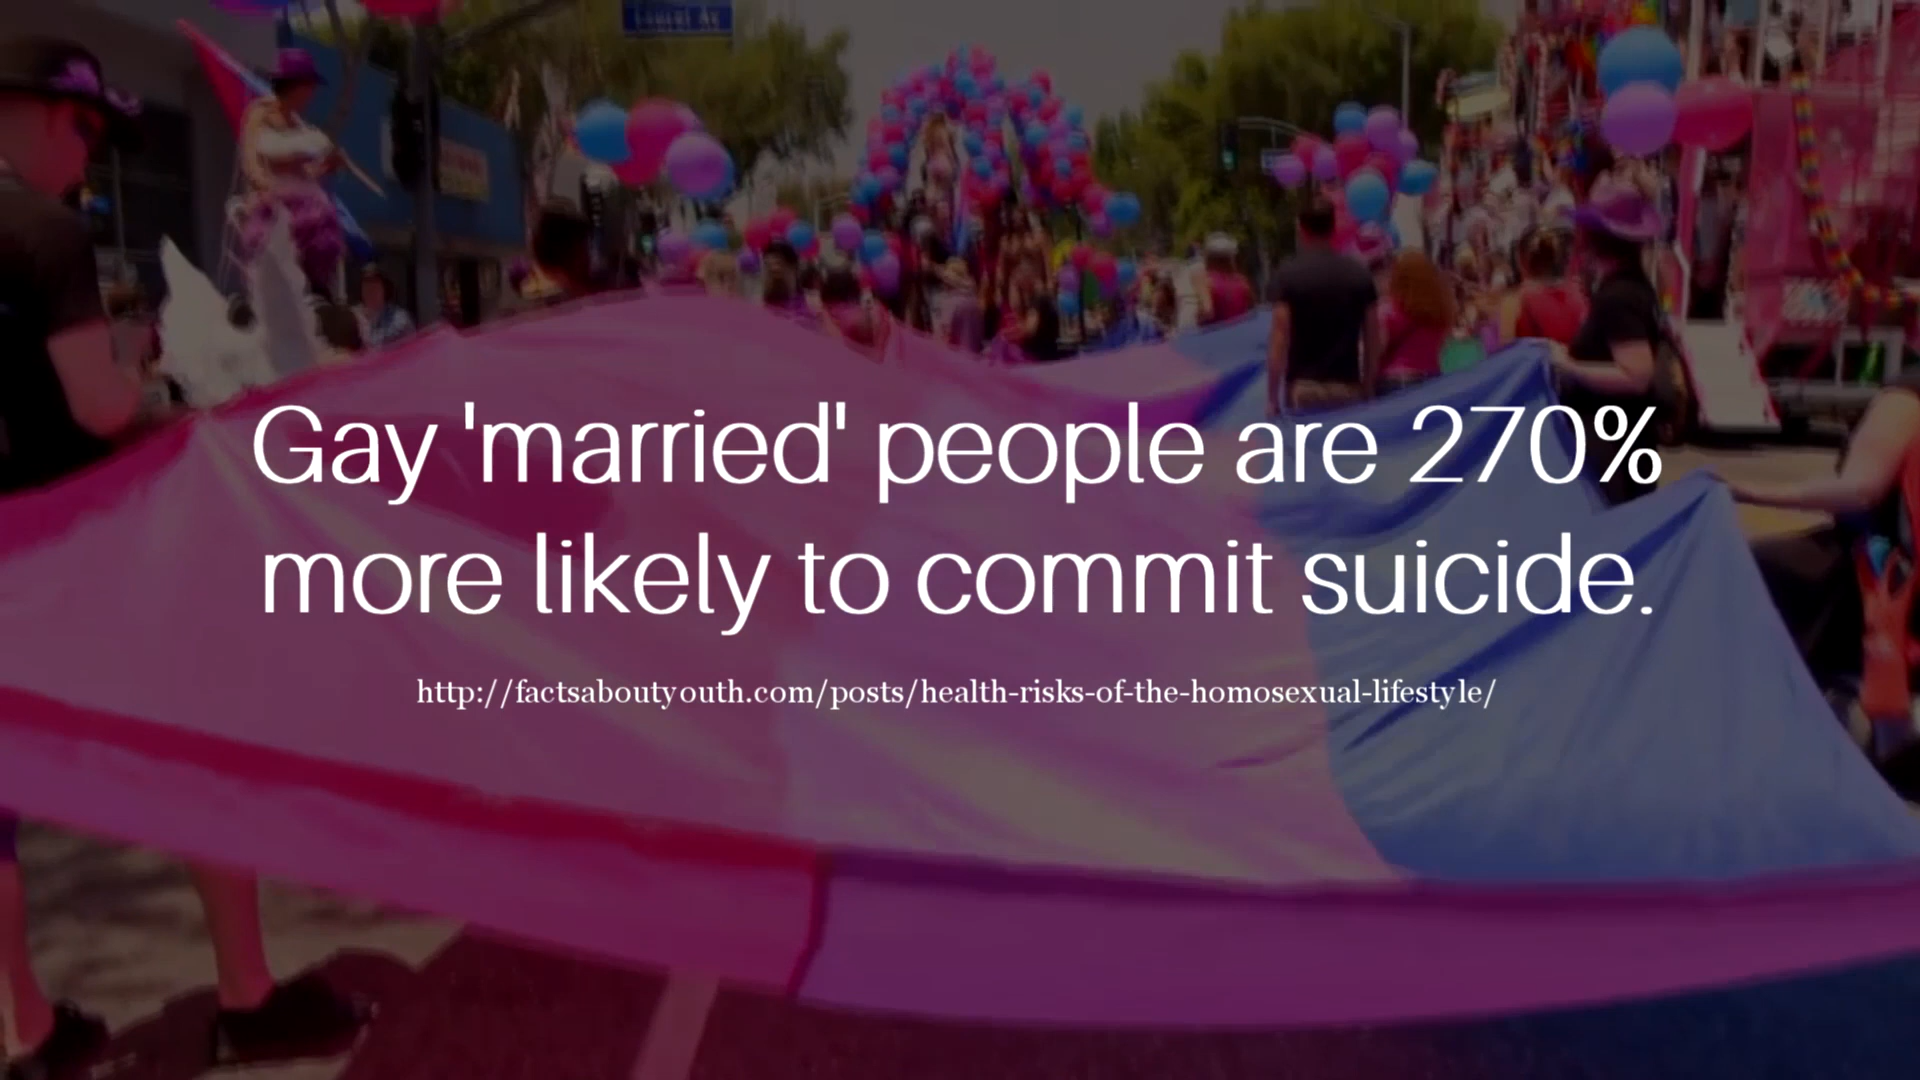 Gay 'married' people are 270%
more likely to commit suicide.
http://factsaboutyouth.com/posts/health-risks-of-the-homosexual-lifestyle/